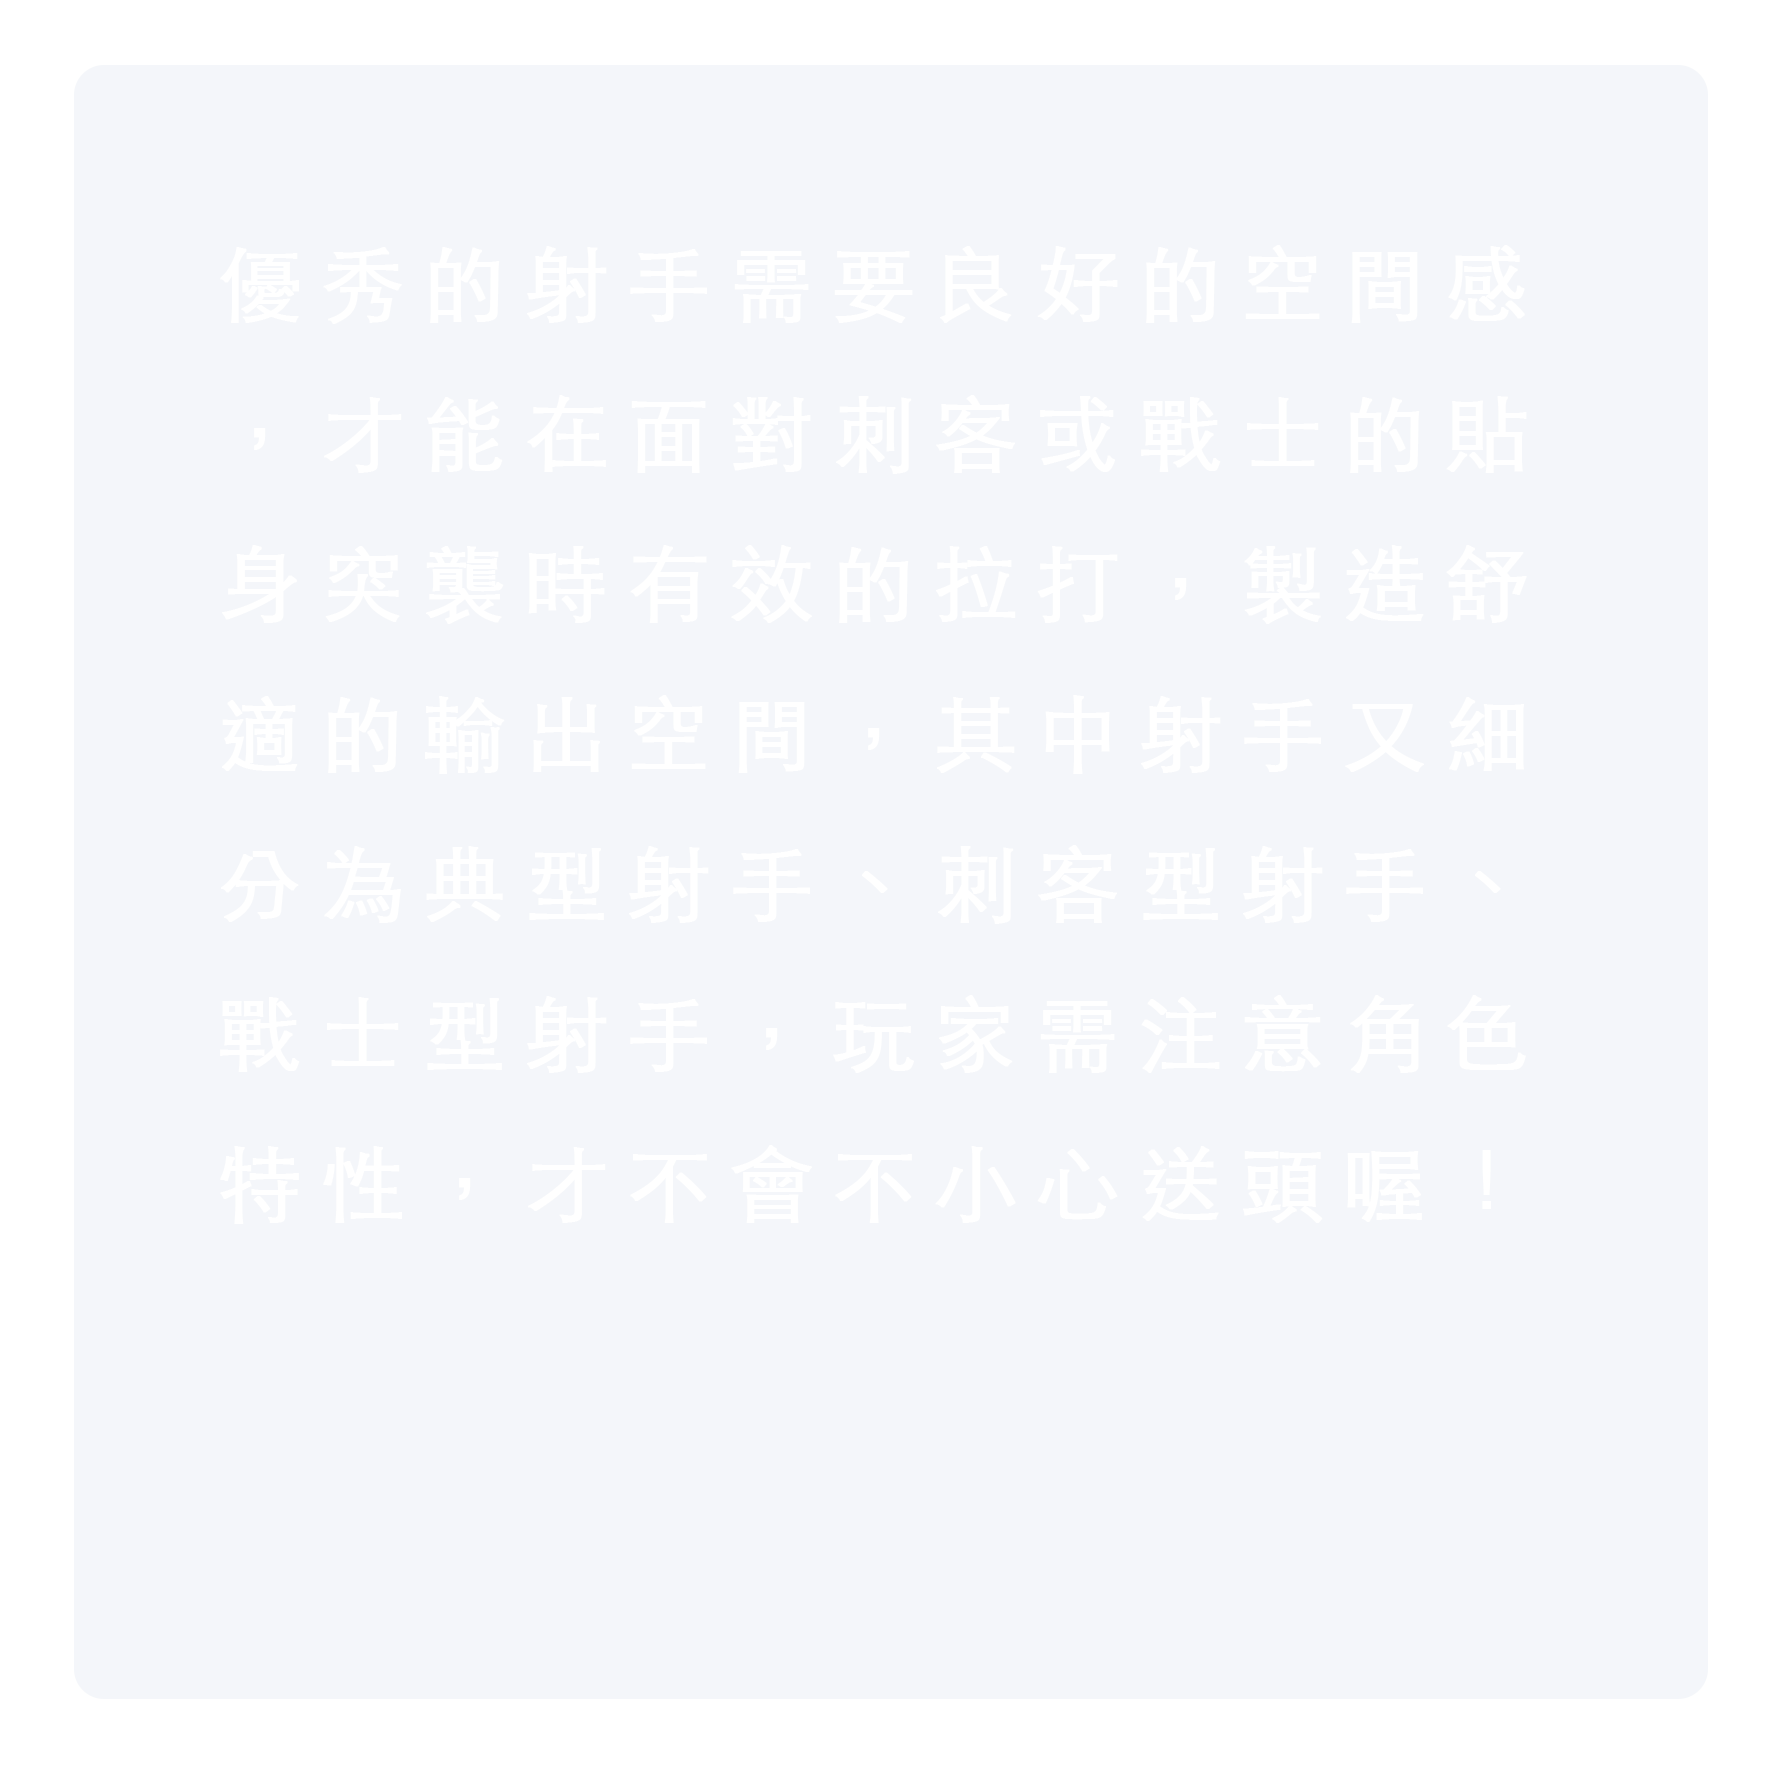 優秀的射手需要良好的空間感
，才能在面對刺客或戰士的貼
身突襲時有效的拉打，製造舒
適的輸出空間，其中射手又細
分為典型射手、刺客型射手、
戰士型射手，玩家需注意角色
特性，才不會不小心送頭喔！